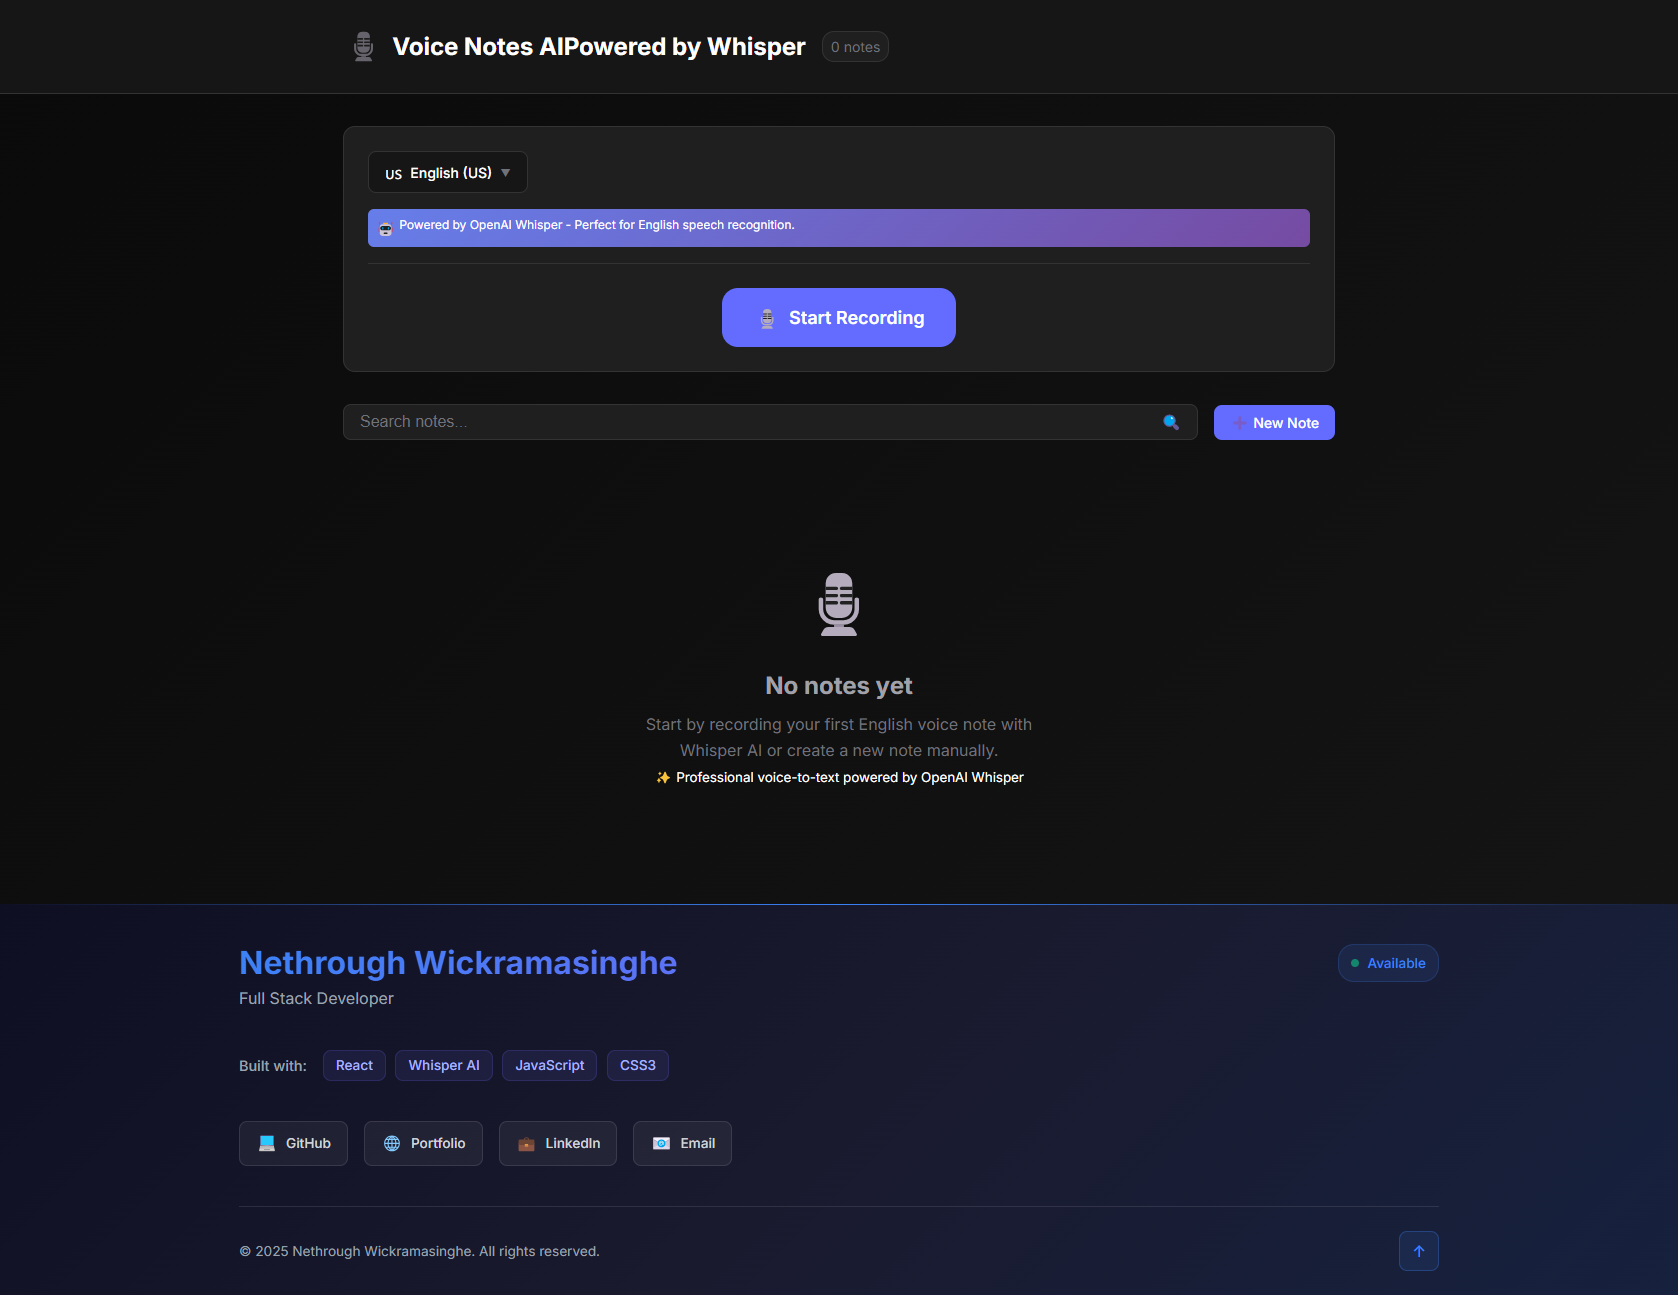 Voice Notes AIPowered by Whisper
0 notes
US English (US) ▼
Powered by OpenAI Whisper - Perfect for English speech recognition.
Start Recording
Search notes...
New Note
No notes yet
Start by recording your first English voice note with
Whisper AI or create a new note manually.
✨ Professional voice-to-text powered by OpenAI Whisper
Nethrough Wickramasinghe
Available
Full Stack Developer
Built with: React Whisper AI JavaScript CSS3
GitHub Portfolio LinkedIn Email
© 2025 Nethrough Wickramasinghe. All rights reserved.
↑